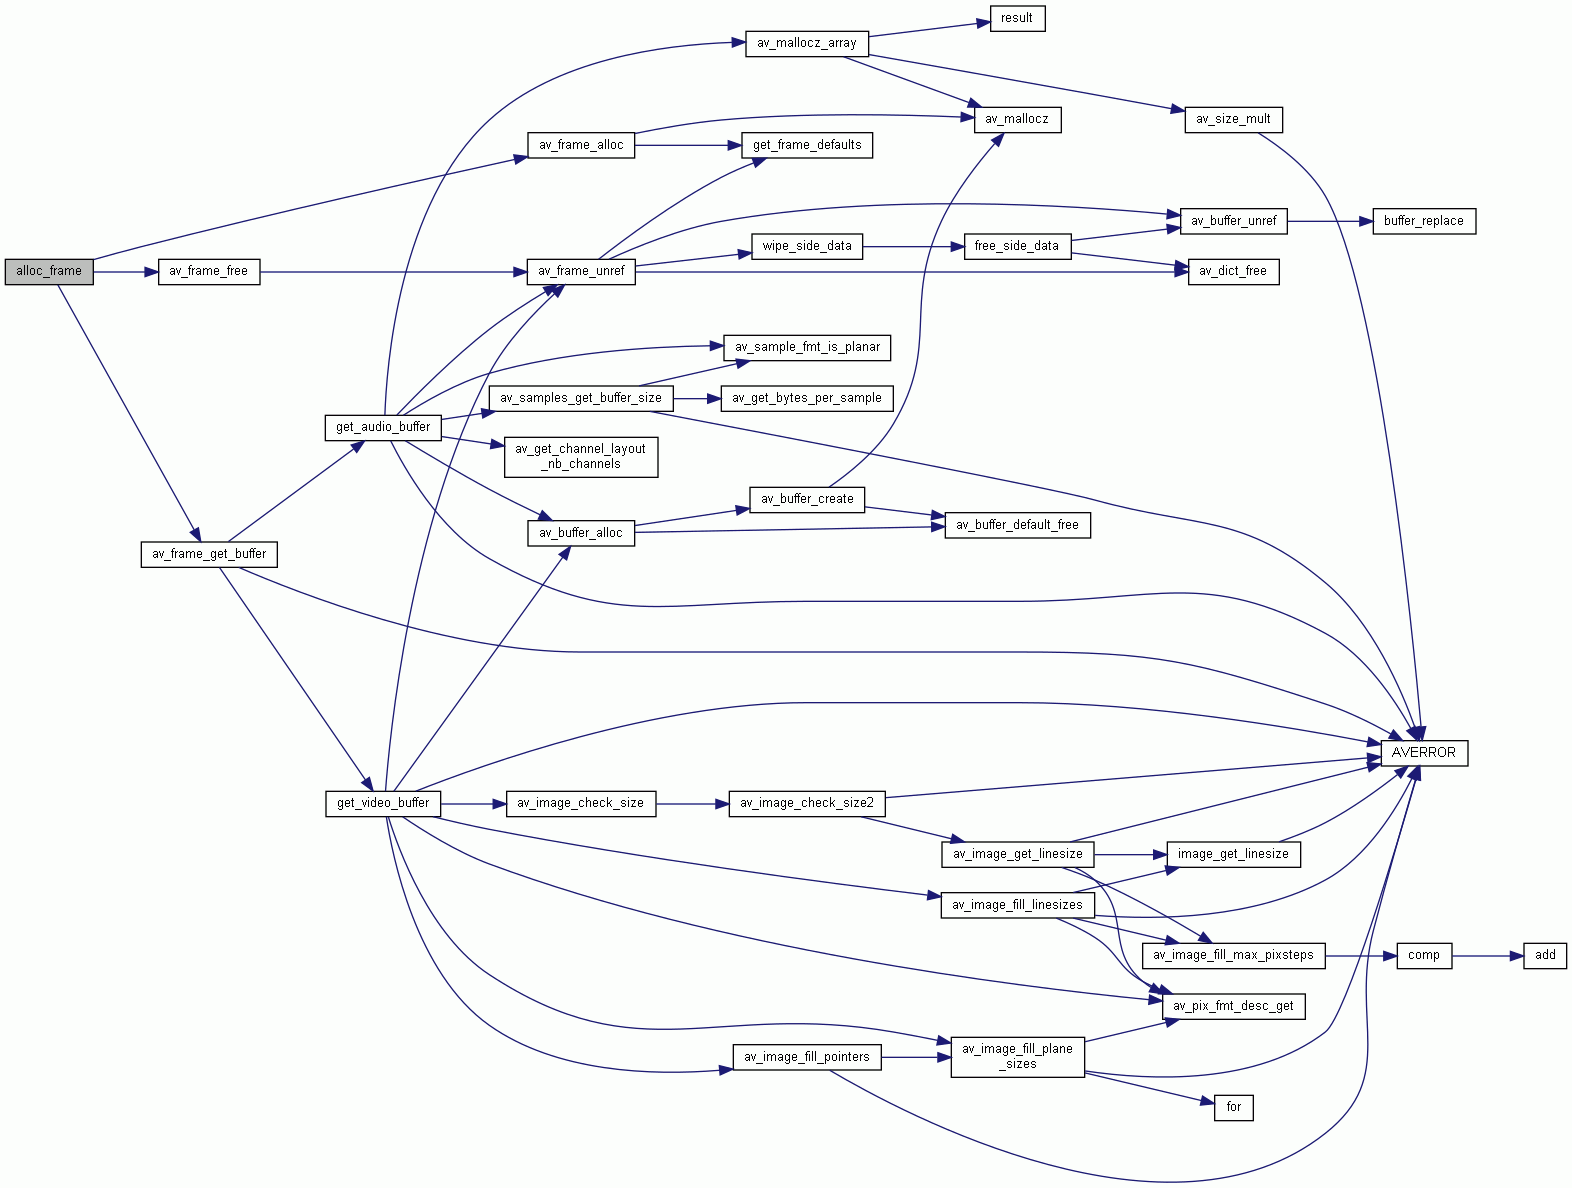 result
av_mallocz_array
av_mallocz
av_size_mult
av_frame_alloc
get_frame_defaults
av_buffer_unref
buffer_replace
wipe_side_data
free_side_data
alloc_frame
av_frame_free
av_frame_unref
av_dict_free
av_sample_fmt_is_planar
av_samples_get_buffer_size
av_get_bytes_per_sample
get_audio_buffer
av_get_channel_layout
_nb_channels
av_buffer_create
av_buffer_default_free
av_buffer_alloc
av_frame_get_buffer
AVERROR
get_video_buffer
av_image_check_size
av_image_check_size2
av_image_get_linesize
image_get_linesize
av_image_fill_linesizes
av_image_fill_max_pixsteps
comp
add
av_pix_fmt_desc_get
av_image_fill_pointers
av_image_fill_plane
_sizes
for